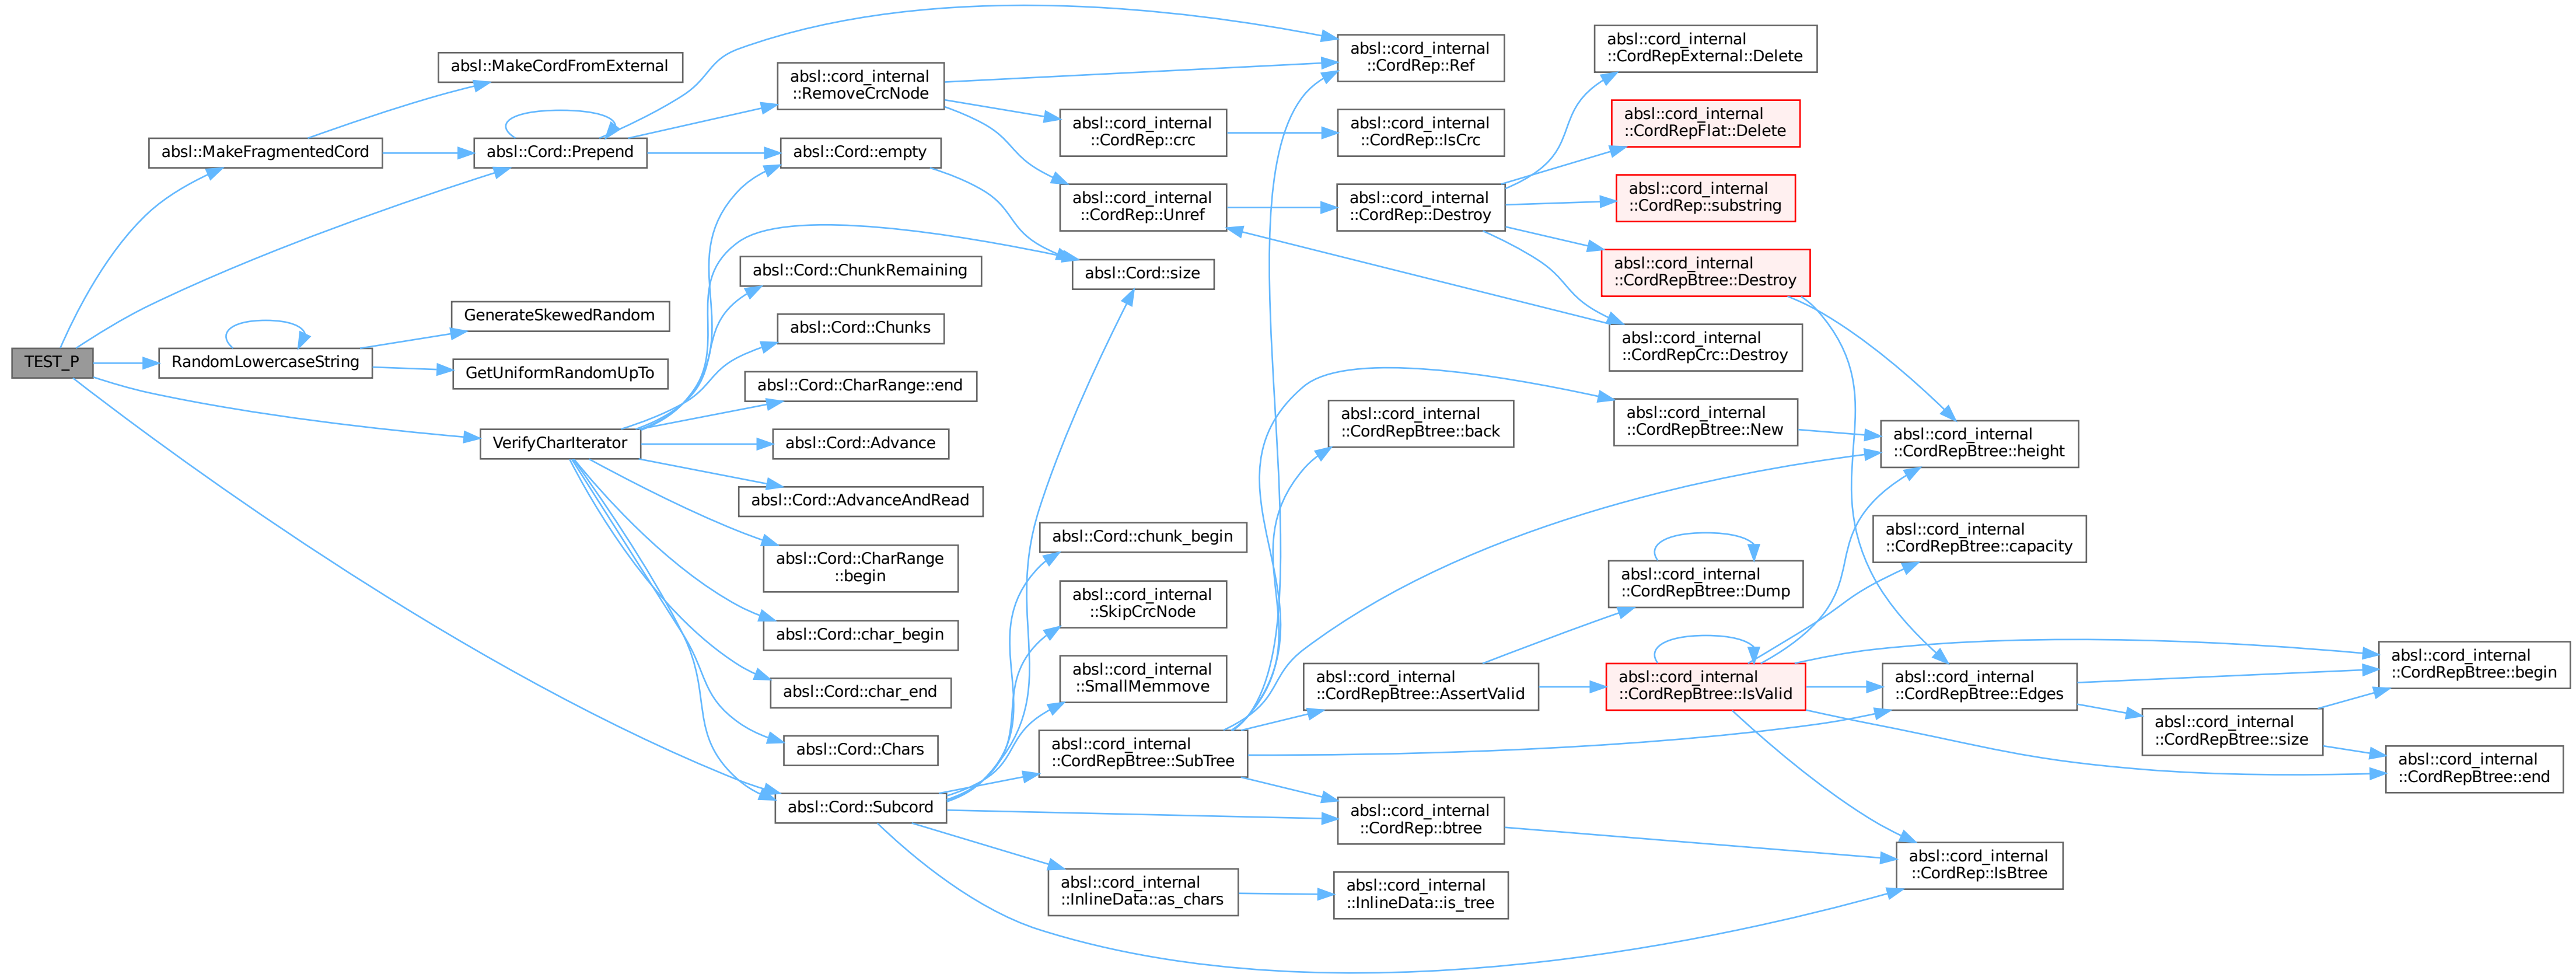 TEST_P
absl::MakeFragmentedCord
RandomLowercaseString
absl::MakeCordFromExternal
absl::Cord::Prepend
GenerateSkewedRandom
GetUniformRandomUpTo
VerifyCharIterator
absl::cord_internal
::RemoveCrcNode
absl::Cord::empty
absl::Cord::ChunkRemaining
absl::Cord::Chunks
absl::Cord::CharRange::end
absl::Cord::Advance
absl::Cord::AdvanceAndRead
absl::Cord::CharRange
::begin
absl::Cord::char_begin
absl::Cord::char_end
absl::Cord::Chars
absl::Cord::Subcord
absl::cord_internal
::CordRep::crc
absl::cord_internal
::CordRep::Unref
absl::Cord::size
absl::Cord::chunk_begin
absl::cord_internal
::SkipCrcNode
absl::cord_internal
::SmallMemmove
absl::cord_internal
::CordRepBtree::SubTree
absl::cord_internal
::InlineData::as_chars
absl::cord_internal
::CordRep::Ref
absl::cord_internal
::CordRep::IsCrc
absl::cord_internal
::CordRep::Destroy
absl::cord_internal
::CordRepBtree::back
absl::cord_internal
::CordRepBtree::AssertValid
absl::cord_internal
::CordRep::btree
absl::cord_internal
::InlineData::is_tree
absl::cord_internal
::CordRepExternal::Delete
absl::cord_internal
::CordRepFlat::Delete
absl::cord_internal
::CordRep::substring
absl::cord_internal
::CordRepBtree::Destroy
absl::cord_internal
::CordRepCrc::Destroy
absl::cord_internal
::CordRepBtree::New
absl::cord_internal
::CordRepBtree::Dump
absl::cord_internal
::CordRepBtree::IsValid
absl::cord_internal
::CordRepBtree::height
absl::cord_internal
::CordRepBtree::capacity
absl::cord_internal
::CordRepBtree::Edges
absl::cord_internal
::CordRep::IsBtree
absl::cord_internal
::CordRepBtree::size
absl::cord_internal
::CordRepBtree::begin
absl::cord_internal
::CordRepBtree::end